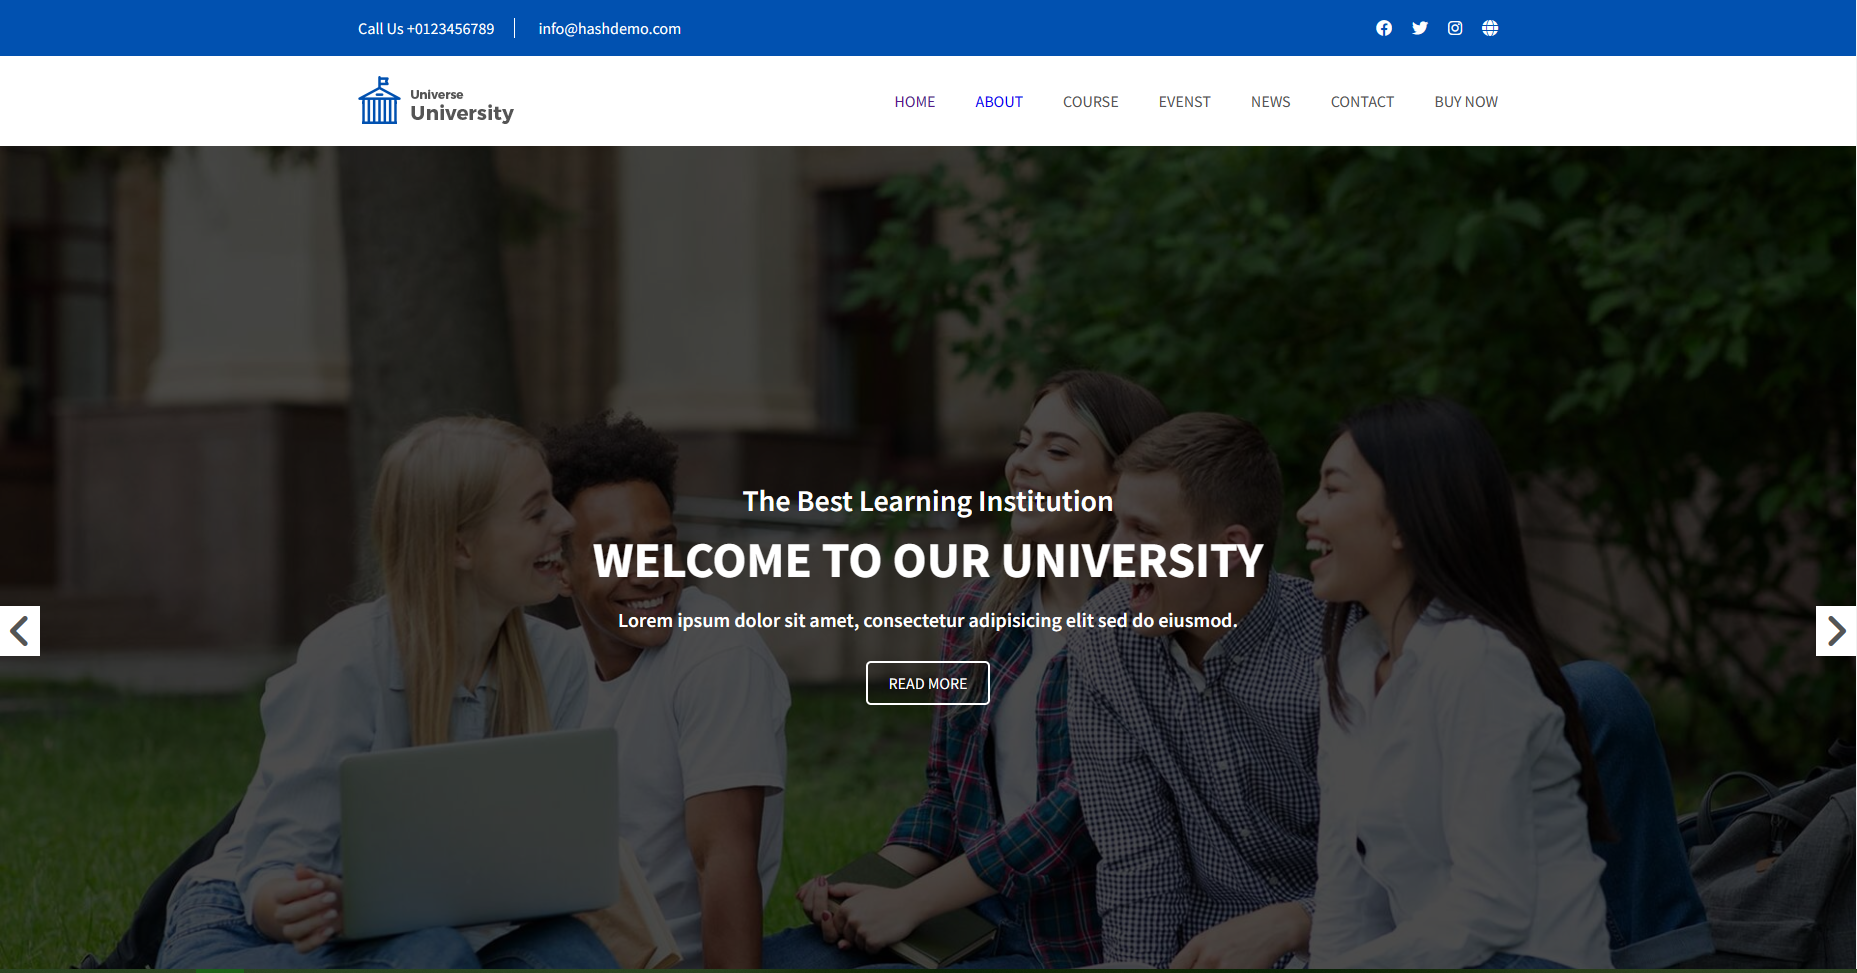 Call Us +0123456789
info@hashdemo.com
Universe
University
HOME
ABOUT
COURSE
EVENST
NEWS
CONTACT
BUY NOW
The Best Learning Institution
WELCOME TO OUR UNIVERSITY
Lorem ipsum dolor sit amet, consectetur adipisicing elit sed do eiusmod.
READ MORE